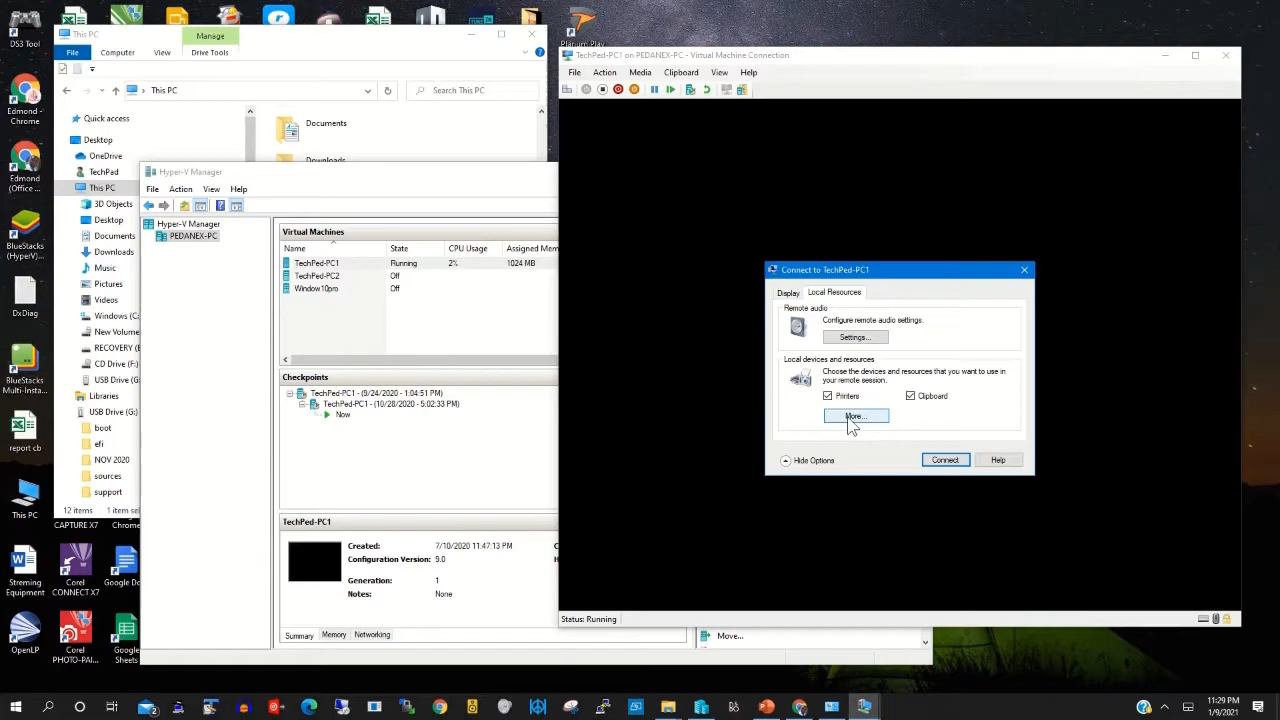 DS3 Tool
Planum Play
This PC
Manage
File
Computer
View
Drive Tools
This PC
Search This PC
Documents
Downloads
Quick access
Desktop
OneDrive
TechPad
This PC
3D Objects
Desktop
Documents
Downloads
Music
Pictures
Videos
Windows (C
New Volume
RECOVERY (
CD Drive (F:)
USB Drive (G:
Libraries
USB Drive (G:)
boot
efi
NOV 2020
sources
support
12 items
1 item sel
Edmond - Chrome
Edmond (Office ...
BlueStacks (HyperV)
DxDiag
BlueStacks Multi-Insta...
report cb
This PC
CAPTURE X7
Chrome
Streming Equipment
Corel CONNECT X7
Google Do
OpenLP
Corel PHOTO-PAI...
Google Sheets
Hyper-V Manager
File
Action
View
Help
Hyper-V Manager
PEDANEX-PC
Virtual Machines
Name
State
CPU Usage
Assigned Mem
TechPed-PC1
Running
2%
1024 MB
TechPed-PC2
Off
Window10pro
Off
Checkpoints
TechPed-PC1 - (9/24/2020 - 1:04:51 PM)
TechPed-PC1 - (10/28/2020 - 5:02:33 PM)
Now
TechPed-PC1
Created:
7/10/2020 11:47:13 PM
Configuration Version:
9.0
Generation:
1
Notes:
None
Summary
Memory
Networking
Move...
TechPed-PC1 on PEDANEX-PC - Virtual Machine Connection
File
Action
Media
Clipboard
View
Help
Connect to TechPed-PC1
Display
Local Resources
Remote audio
Configure remote audio settings.
Settings...
Local devices and resources
Choose the devices and resources that you want to use in
your remote session.
Printers
Clipboard
More...
Hide Options
Connect
Help
Status: Running
11:29 PM
1/9/2021